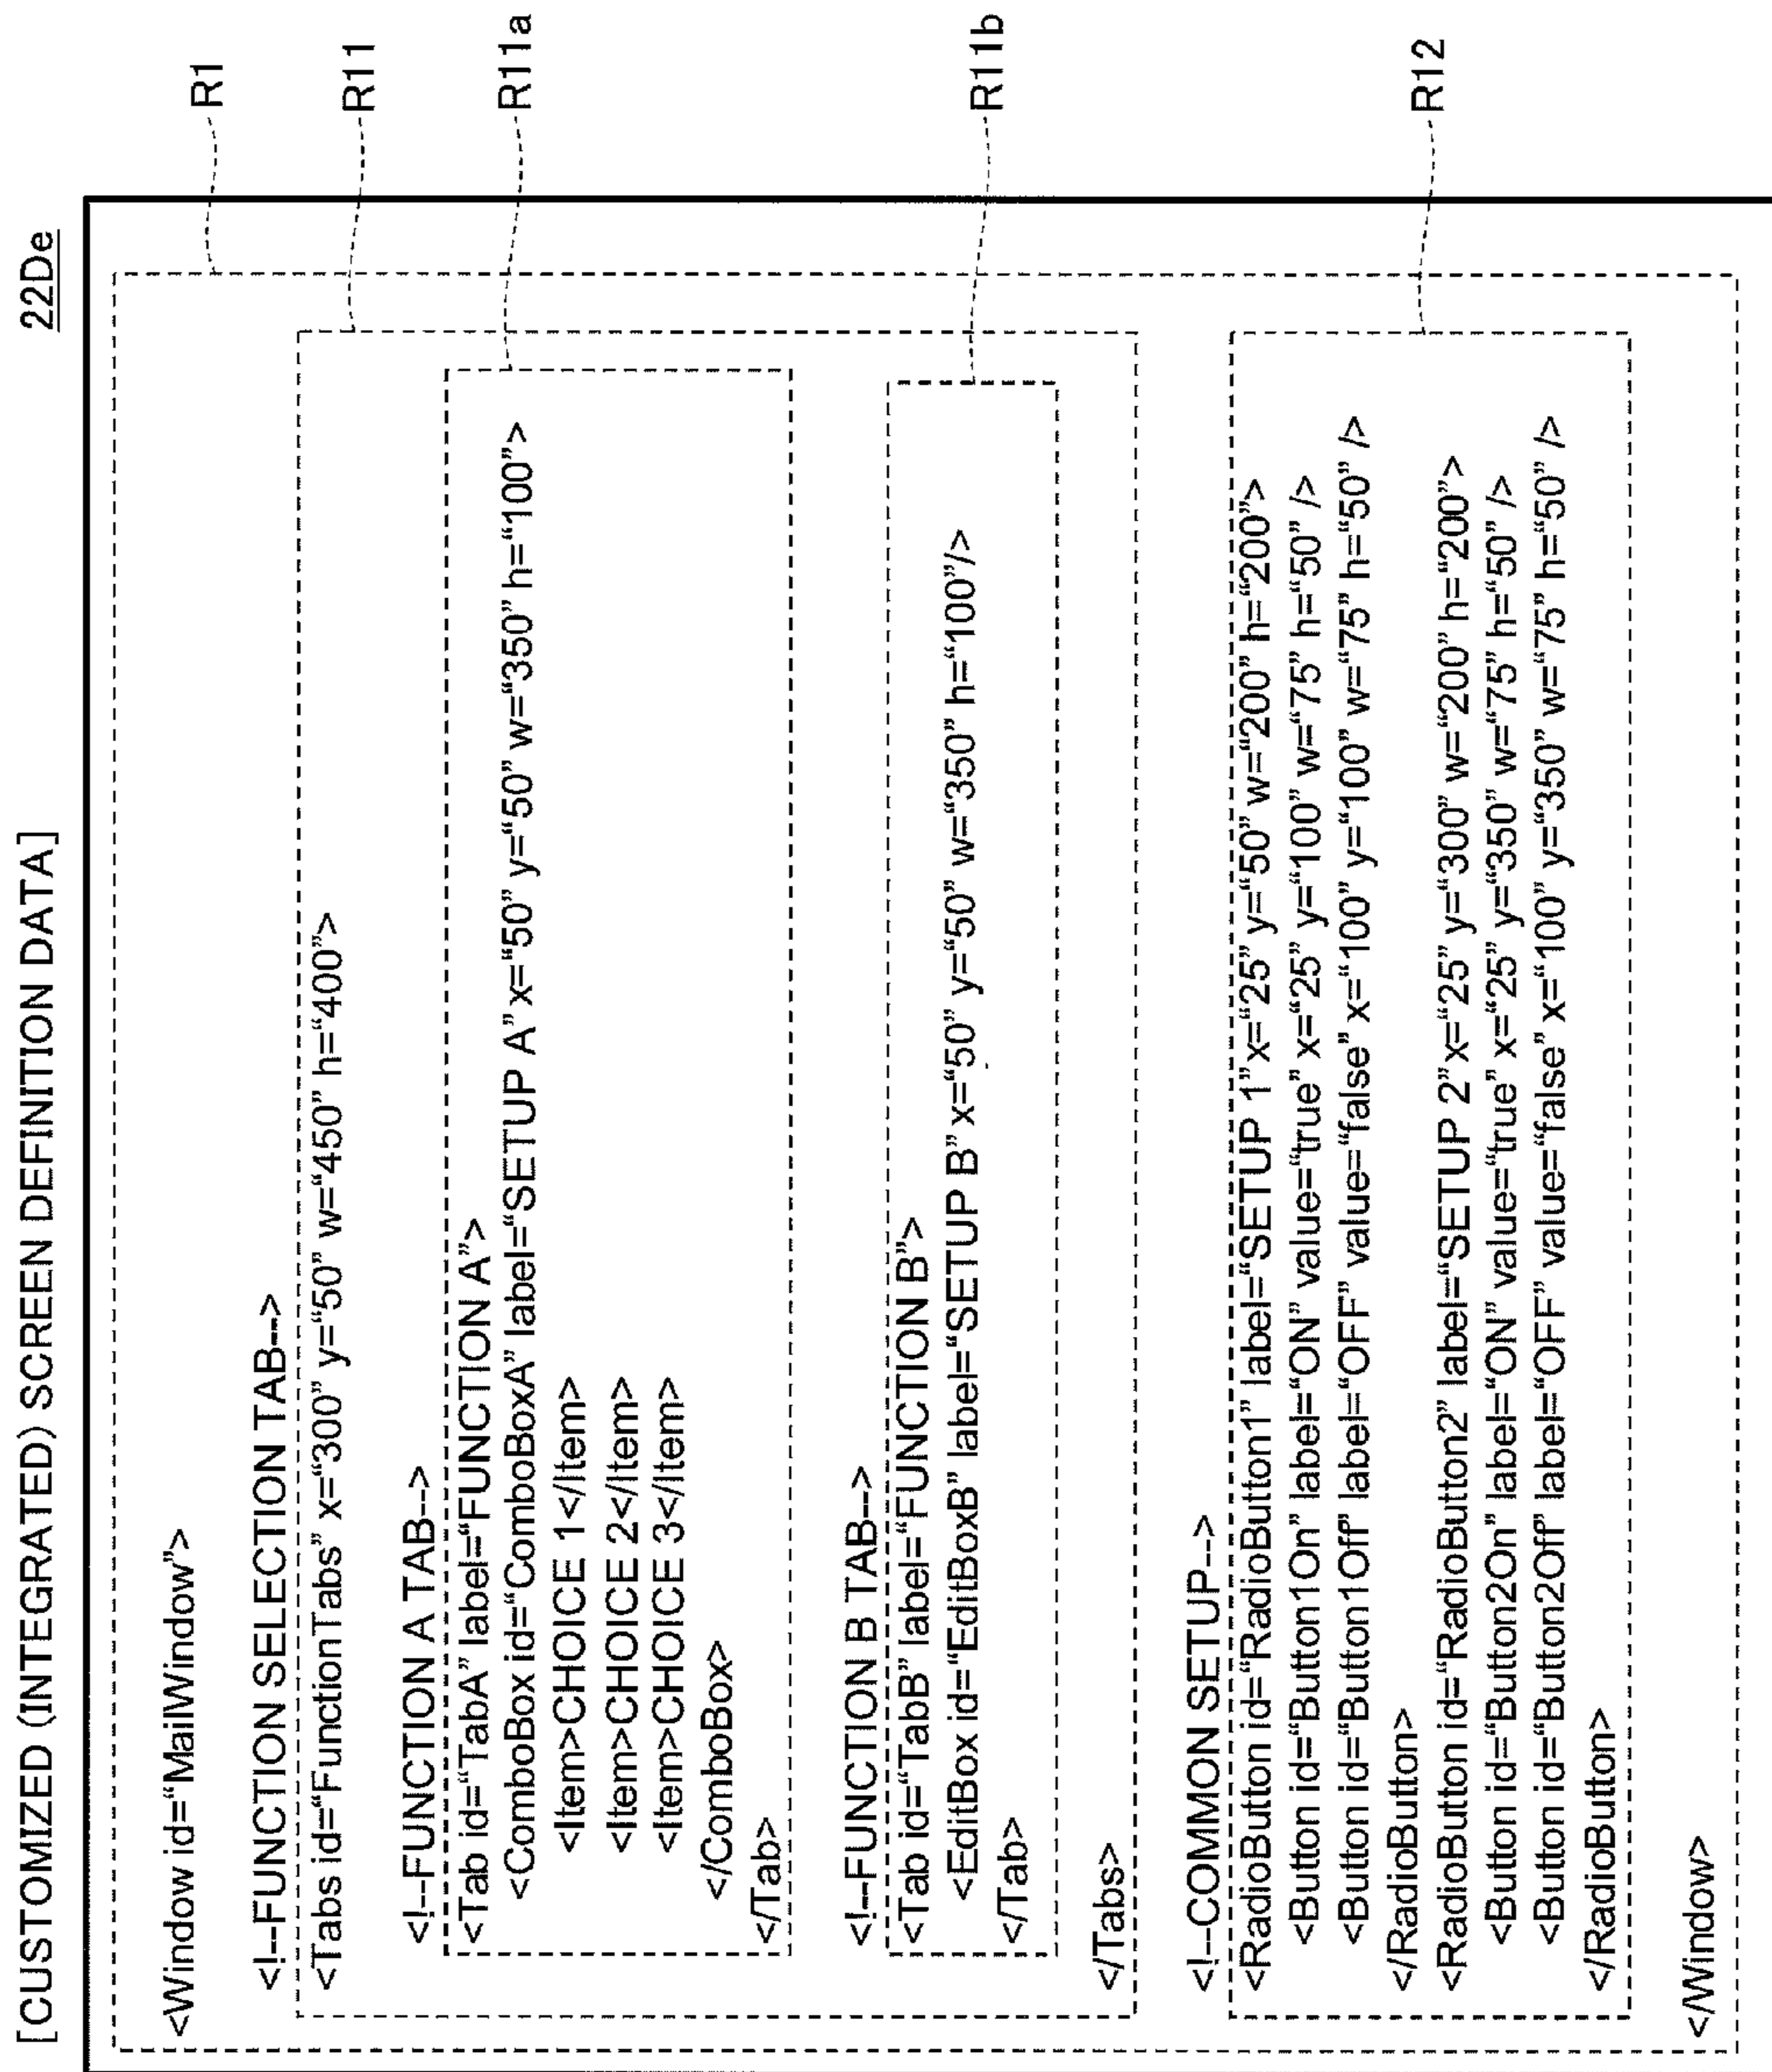 [CUSTOMIZED (INTEGRATED) SCREEN DEFINITION DATA]
22De
<Window id=“MailWindow”>
<!--FUNCTION SELECTION TAB-->
<Tabs id=“FunctionTabs” x=“300” y=“50” w=“450” h=“400”>
<!--FUNCTION A TAB-->
<Tab id=“TabA” label=“FUNCTION A”>
<ComboBox id=“ComboBoxA” label=“SETUP A” x=“50” y=“50” w=“350” h=“100”>
<Item>CHOICE 1</Item>
<Item>CHOICE 2</Item>
<Item>CHOICE 3</Item>
</ComboBox>
</Tab>
<!--FUNCTION B TAB-->
<Tab id=“TabB” label=“FUNCTION B”>
<EditBox id=“EditBoxB” label=“SETUP B” x=“50” y=“50” w=“350” h=“100”/>
</Tab>
</Tabs>
<!--COMMON SETUP-->
<RadioButton id=“RadioButton1” label=“SETUP 1” x=“25” y=“50” w=“200” h=“200”>
<Button id=“Button1On” label=“ON” value=“true” x=“25” y=“100” w=“75” h=“50” />
<Button id=“Button1Off” label=“OFF” value=“false” x=“100” y=“100” w=“75” h=“50” />
</RadioButton>
<RadioButton id=“RadioButton2” label=“SETUP 2” x=“25” y=“300” w=“200” h=“200”>
<Button id=“Button2On” label=“ON” value=“true” x=“25” y=“350” w=“75” h=“50” />
<Button id=“Button2Off” label=“OFF” value=“false” x=“100” y=“350” w=“75” h=“50” />
</RadioButton>
</Window>
R1
R11
R11a
R11b
R12